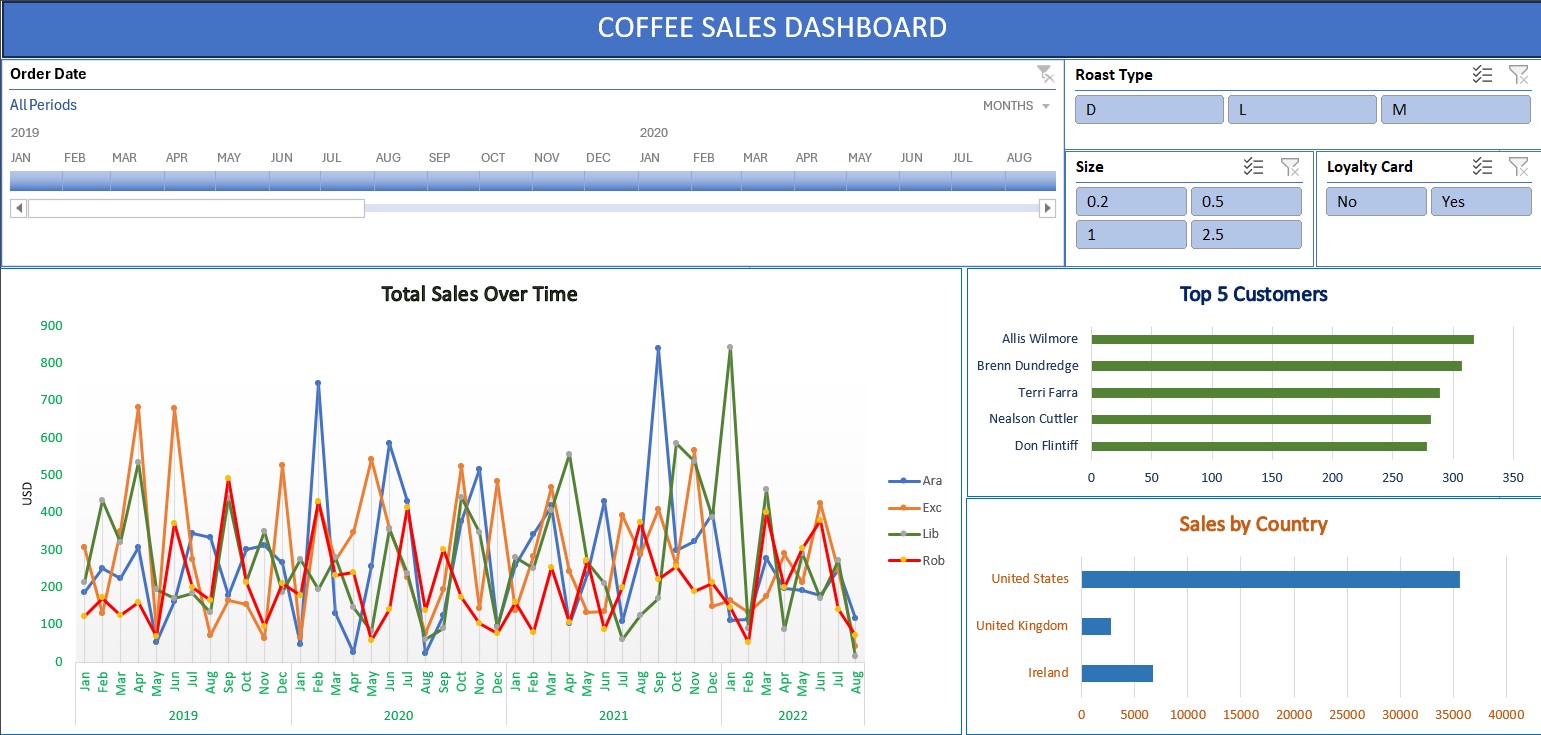 COFFEE SALES DASHBOARD
Order Date
All Periods
MONTHS
2019 2020
JAN FEB MAR APR MAY JUN JUL AUG SEP OCT NOV DEC JAN FEB MAR APR MAY JUN JUL AUG
Roast Type
D L M
Size
0.2 0.5
1 2.5
Loyalty Card
No Yes
Total Sales Over Time
900
800
700
600
500
400
300
200
100
0
USD
Jan Feb Mar Apr May Jun Jul Aug Sep Oct Nov Dec Jan Feb Mar Apr May Jun Jul Aug Sep Oct Nov Dec Jan Feb Mar Apr May Jun Jul Aug Sep Oct Nov Dec Jan Feb Mar Apr May Jun Jul Aug
2019 2020 2021 2022
Ara
Exc
Lib
Rob
Top 5 Customers
Allis Wilmore
Brenn Dundredge
Terri Farra
Nealson Cuttler
Don Flintiff
0 50 100 150 200 250 300 350
Sales by Country
United States
United Kingdom
Ireland
0 5000 10000 15000 20000 25000 30000 35000 40000